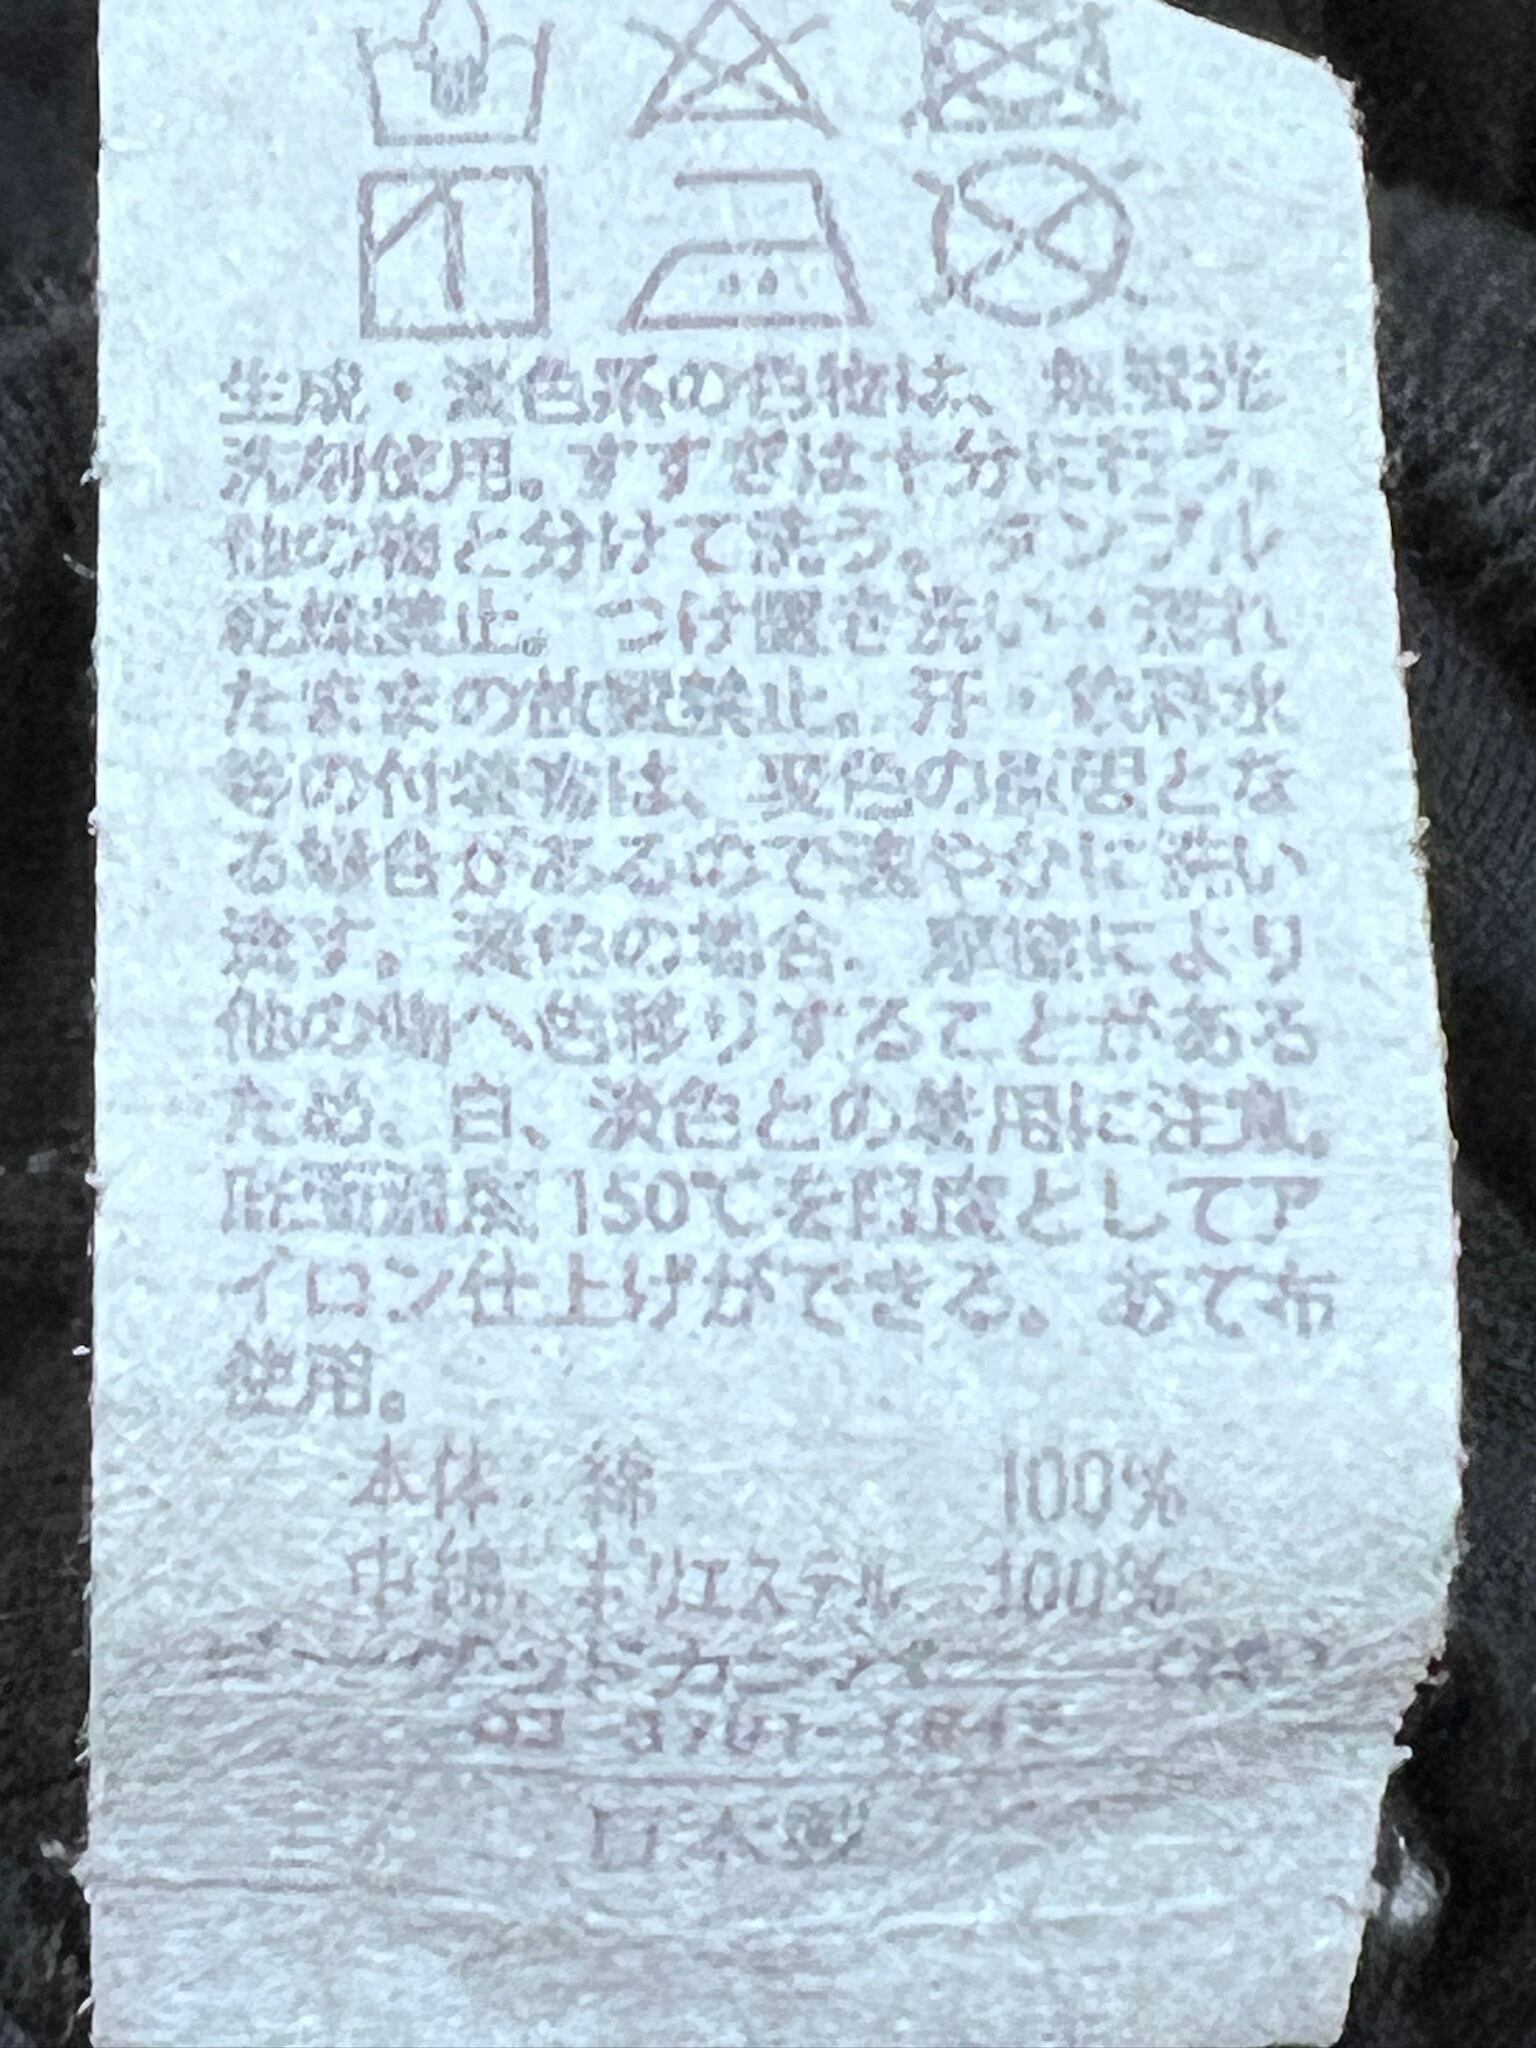 生成・淡色系の色物は、無蛍光
洗剤使用。すすぎは十分に行う。
他の物と分けて洗う。タンブル
乾燥禁止。つけ置き洗い・濡れ
たままの放置禁止。汗・飲料水
等の付着物は、変色の原因とな
る場合があるので速やかに洗い
流す。濃色の場合、摩擦により
他の物へ色移りすることがある
ため、白、淡色との着用にお注意。
底面温度150℃を限度としてア
イロン仕上げができる。あて布
使用。
本体 綿 100%
中綿 ポリエステル 100%
日本製